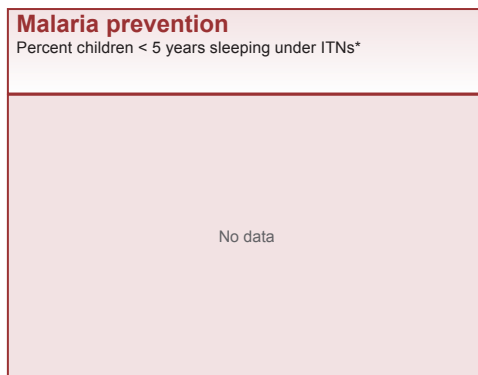 Malaria prevention
Percent children < 5 years sleeping under ITNs*
No data